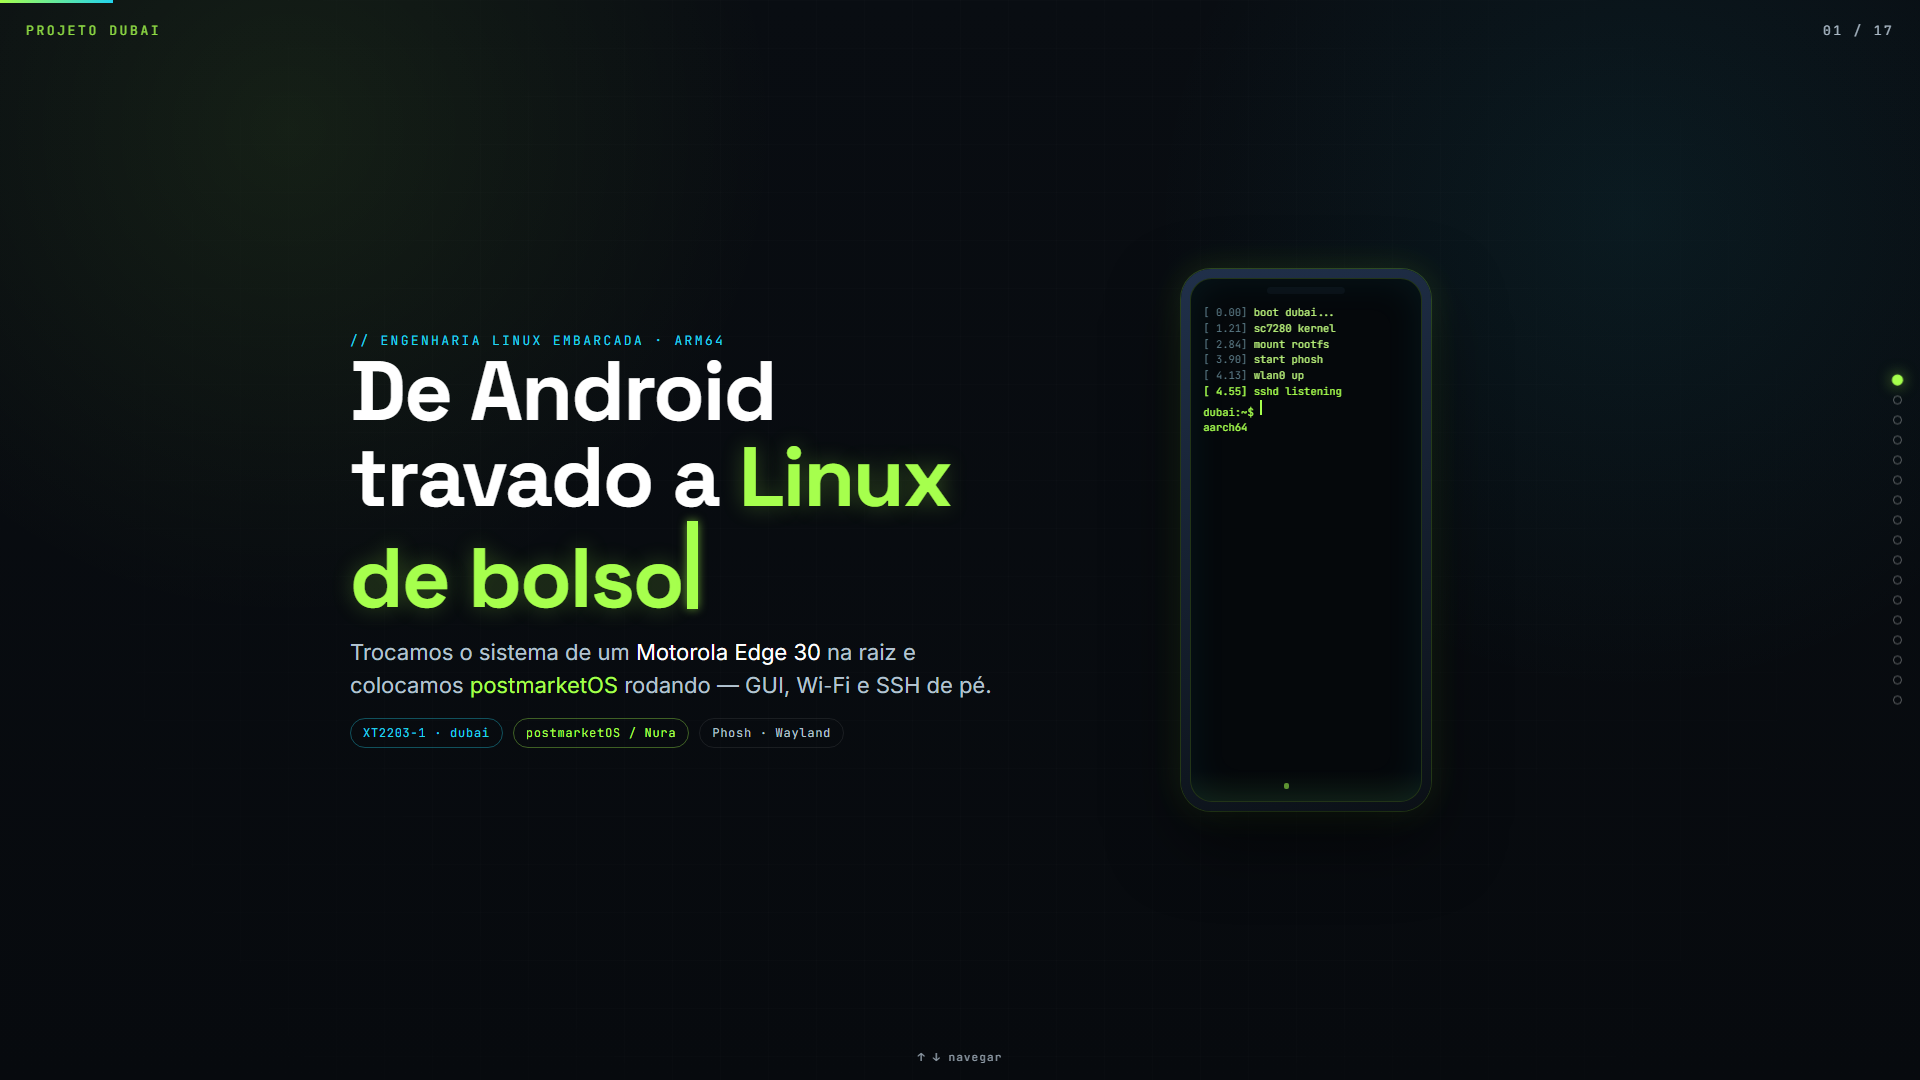 PROJETO DUBAI
01 / 17
// ENGENHARIA LINUX EMBARCADA · ARM64
De Android
travado a Linux
de bolso
Trocamos o sistema de um Motorola Edge 30 na raiz e
colocamos postmarketOS rodando — GUI, Wi-Fi e SSH de pé.
XT2203-1 · dubai
postmarketOS / Nura
Phosh · Wayland
[ 0.00] boot dubai...
[ 1.21] sc7280 kernel
[ 2.84] mount rootfs
[ 3.90] start phosh
[ 4.13] wlan0 up
[ 4.55] sshd listening
dubai:~$
aarch64
↑ ↓ navegar